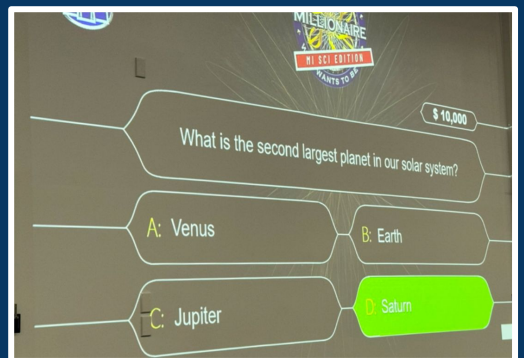 MILLIONAIRE
MI SCI EDITION
WANTS TO BE
$ 10,000
What is the second largest planet in our solar system?
A: Venus
B: Earth
C: Jupiter
D: Saturn